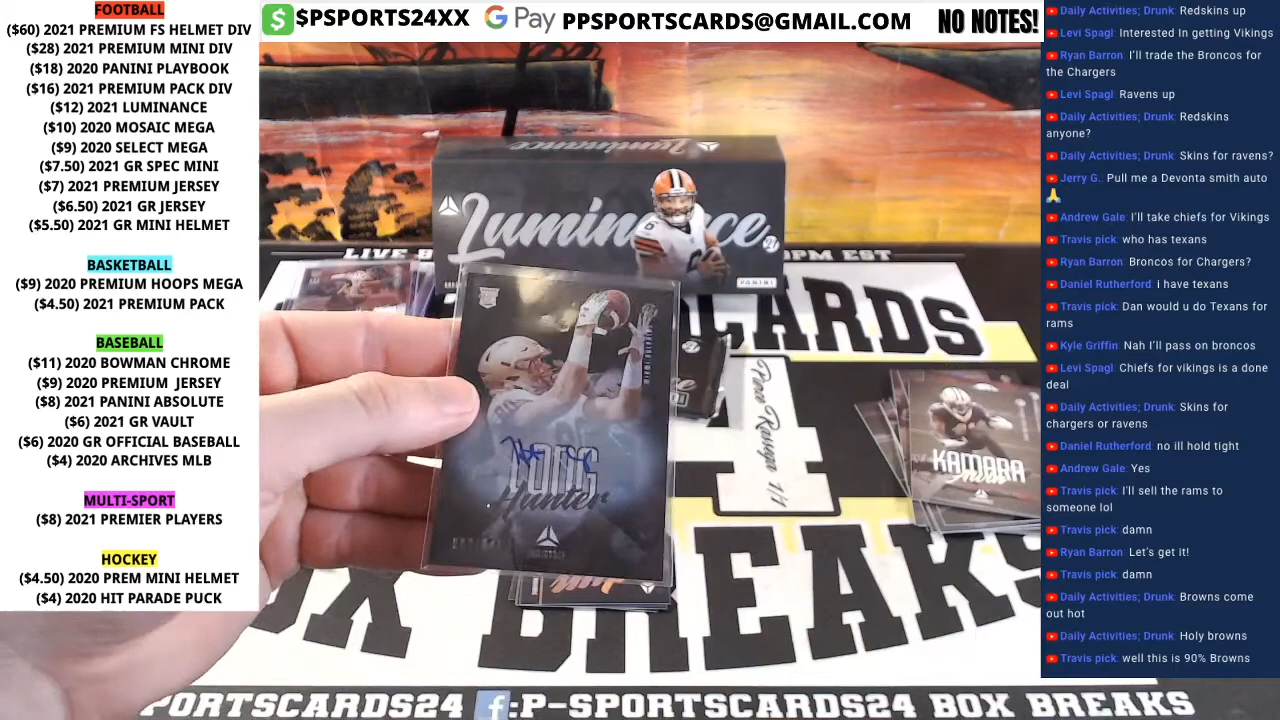 FOOTBALL
($60) 2021 PREMIUM FS HELMET DIV
($28) 2021 PREMIUM MINI DIV
($18) 2020 PANINI PLAYBOOK
($16) 2021 PREMIUM PACK DIV
($12) 2021 LUMINANCE
($10) 2020 MOSAIC MEGA
($9) 2020 SELECT MEGA
($7.50) 2021 GR SPEC MINI
($7) 2021 PREMIUM JERSEY
($6.50) 2021 GR JERSEY
($5.50) 2021 GR MINI HELMET
BASKETBALL
($9) 2020 PREMIUM HOOPS MEGA
($4.50) 2021 PREMIUM PACK
BASEBALL
($11) 2020 BOWMAN CHROME
($9) 2020 PREMIUM JERSEY
($8) 2021 PANINI ABSOLUTE
($6) 2021 GR VAULT
($6) 2020 GR OFFICIAL BASEBALL
($4) 2020 ARCHIVES MLB
MULTI-SPORT
($8) 2021 PREMIER PLAYERS
HOCKEY
($4.50) 2020 PREM MINI HELMET
($4) 2020 HIT PARADE PUCK
$PSPORTS24XX
G Pay PPSPORTSCARDS@GMAIL.COM
NO NOTES!
Luminance
Luminance
PANINI
LIVE
PM EST
CARDS
LONG
Hunter
LUMINANCE
KAMARA
BOX BREAKS
PORTSCARDS24 f:P-SPORTSCARDS24 BOX BREAKS
Daily Activities; Drunk: Redskins up
Levi Spagl: Interested In getting Vikings
Ryan Barron: I'll trade the Broncos for
the Chargers
Levi Spagl: Ravens up
Daily Activities; Drunk: Redskins
anyone?
Daily Activities; Drunk: Skins for ravens?
Jerry G.: Pull me a Devonta smith auto
🙏
Andrew Gale: I'll take chiefs for Vikings
Travis pick: who has texans
Ryan Barron: Broncos for Chargers?
Daniel Rutherford: i have texans
Travis pick: Dan would u do Texans for
rams
Kyle Griffin: Nah I'll pass on broncos
Levi Spagl: Chiefs for vikings is a done
deal
Daily Activities; Drunk: Skins for
chargers or ravens
Daniel Rutherford: no ill hold tight
Andrew Gale: Yes
Travis pick: I'll sell the rams to
someone lol
Travis pick: damn
Ryan Barron: Let's get it!
Travis pick: damn
Daily Activities; Drunk: Browns come
out hot
Daily Activities; Drunk: Holy browns
Travis pick: well this is 90% Browns